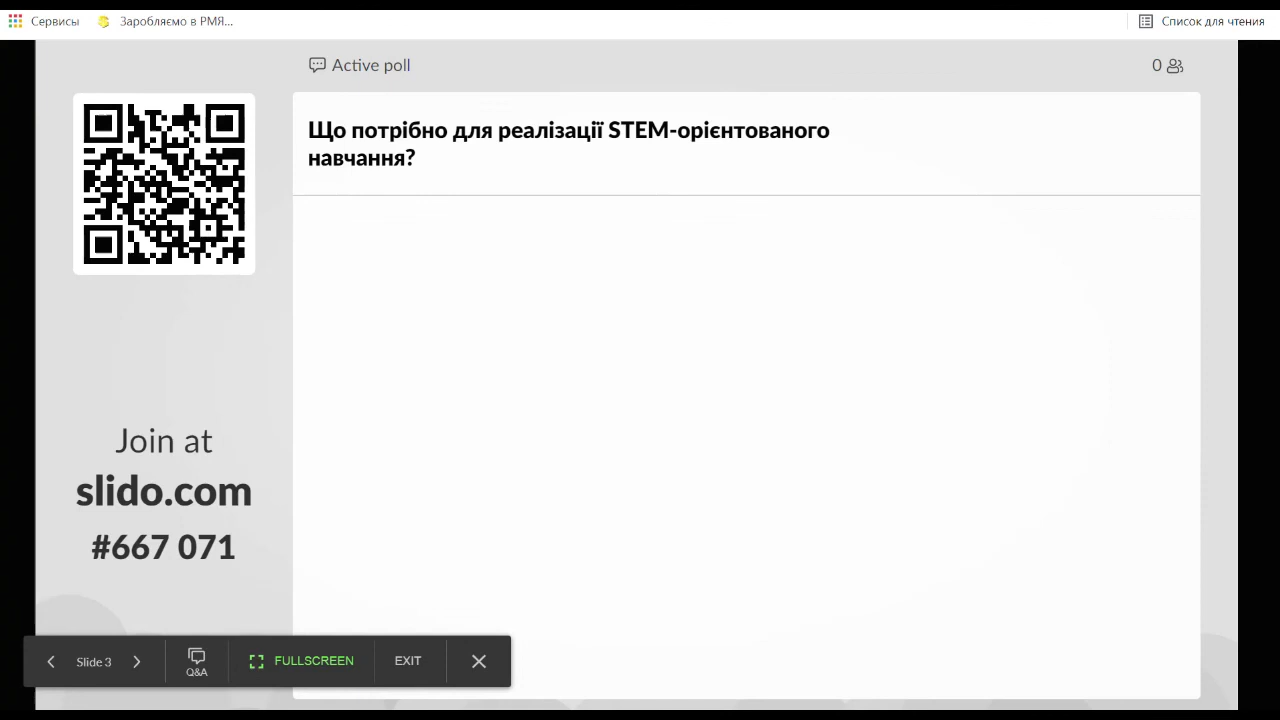 Сервисы
Заробляємо в РМЯ...
Список для чтения
Active poll
0
Що потрібно для реалізації STEM-орієнтованого
навчання?
Join at
slido.com
#667 071
Slide 3
Q&A
FULLSCREEN
EXIT